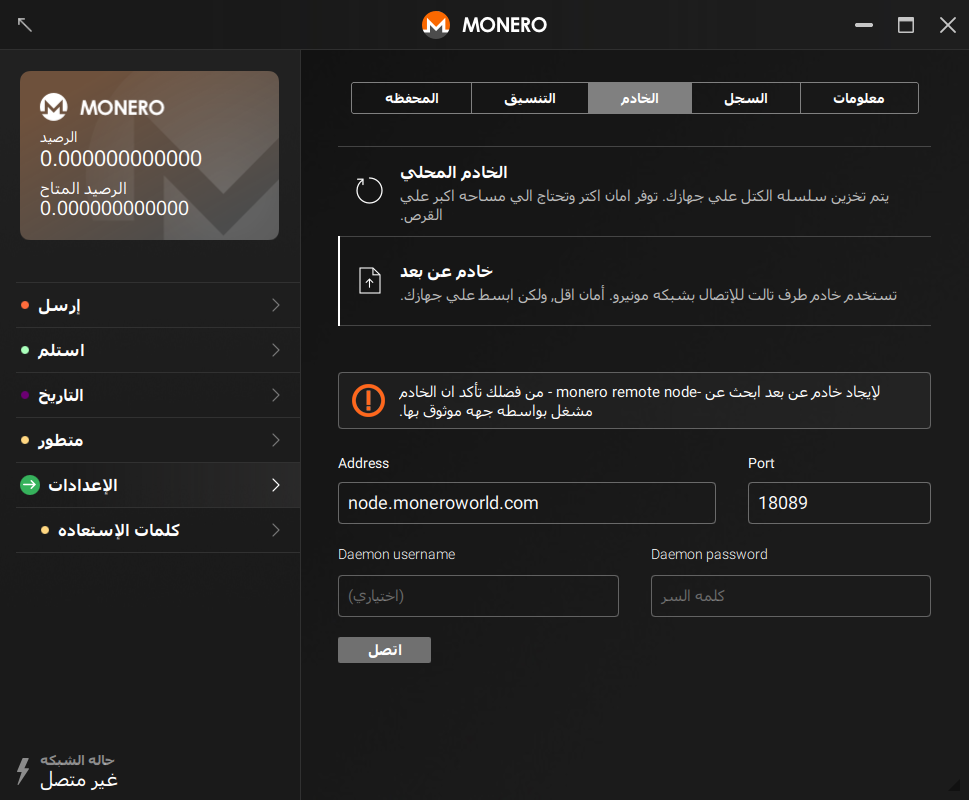 MONERO
MONERO
الرصيد
0.000000000000
الرصيد المتاح
0.000000000000
إرسل
استلم
التاريخ
متطور
الإعدادات
كلمات الإستعاده
حاله الشبكه
غير متصل
المحفظه
التنسيق
الخادم
السجل
معلومات
الخادم المحلي
يتم تخزين سلسله الكتل علي جهازك. توفر امان اكتر وتحتاج الي مساحه اكبر علي
القرص.
خادم عن بعد
تستخدم خادم طرف تالت للإتصال بشبكه مونيرو. أمان اقل, ولكن ابسط علي جهازك.
لإيجاد خادم عن بعد ابحث عن -monero remote node - من فضلك تأكد ان الخادم
مشغل بواسطه جهه موثوق بها.
Address
Port
node.moneroworld.com
18089
Daemon username
Daemon password
(اختياري)
كلمه السر
اتصل